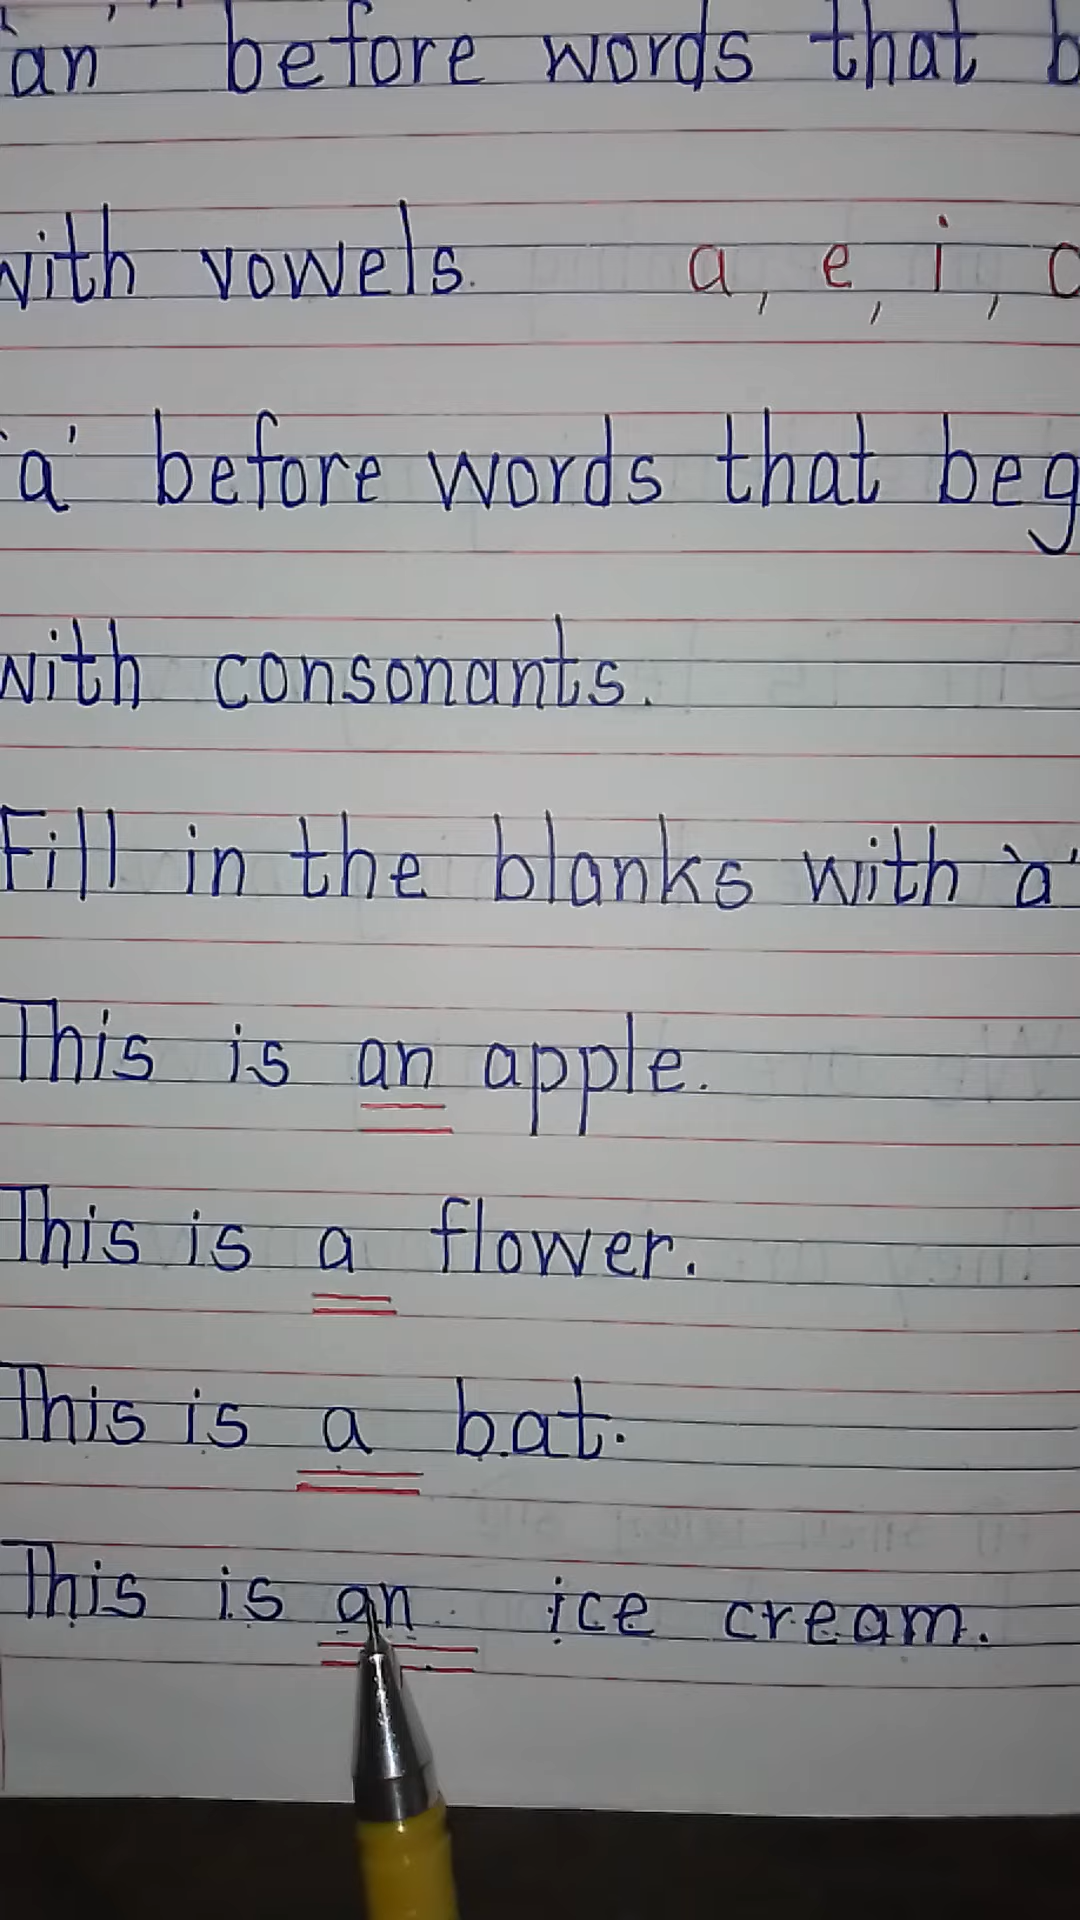 'an' before words that b
with vowels. a, e, i, o
'a' before words that beg
with consonants.
Fill in the blanks with 'a'
This is an apple.
This is a flower.
This is a bat.
This is an ice cream.